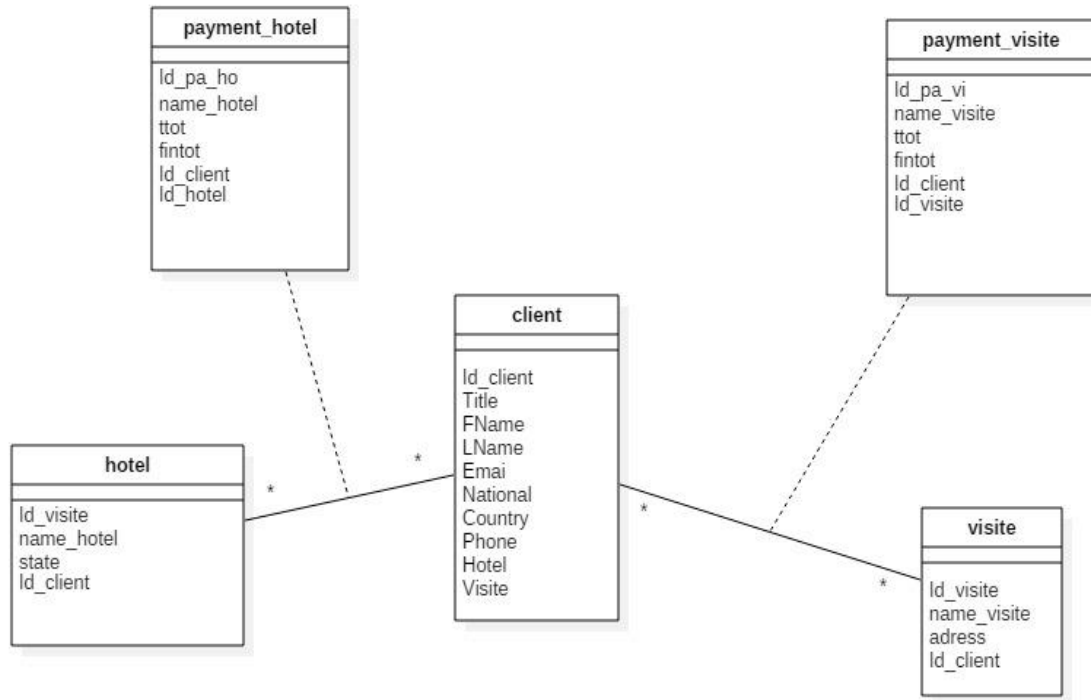 payment_hotel
Id_pa_ho
name_hotel
ttot
fintot
Id_client
Id_hotel
payment_visite
Id_pa_vi
name_visite
ttot
fintot
Id_client
Id_visite
client
Id_client
Title
FName
LName
Emai
National
Country
Phone
Hotel
Visite
hotel
Id_visite
name_hotel
state
Id_client
*
*
*
*
visite
Id_visite
name_visite
adress
Id_client